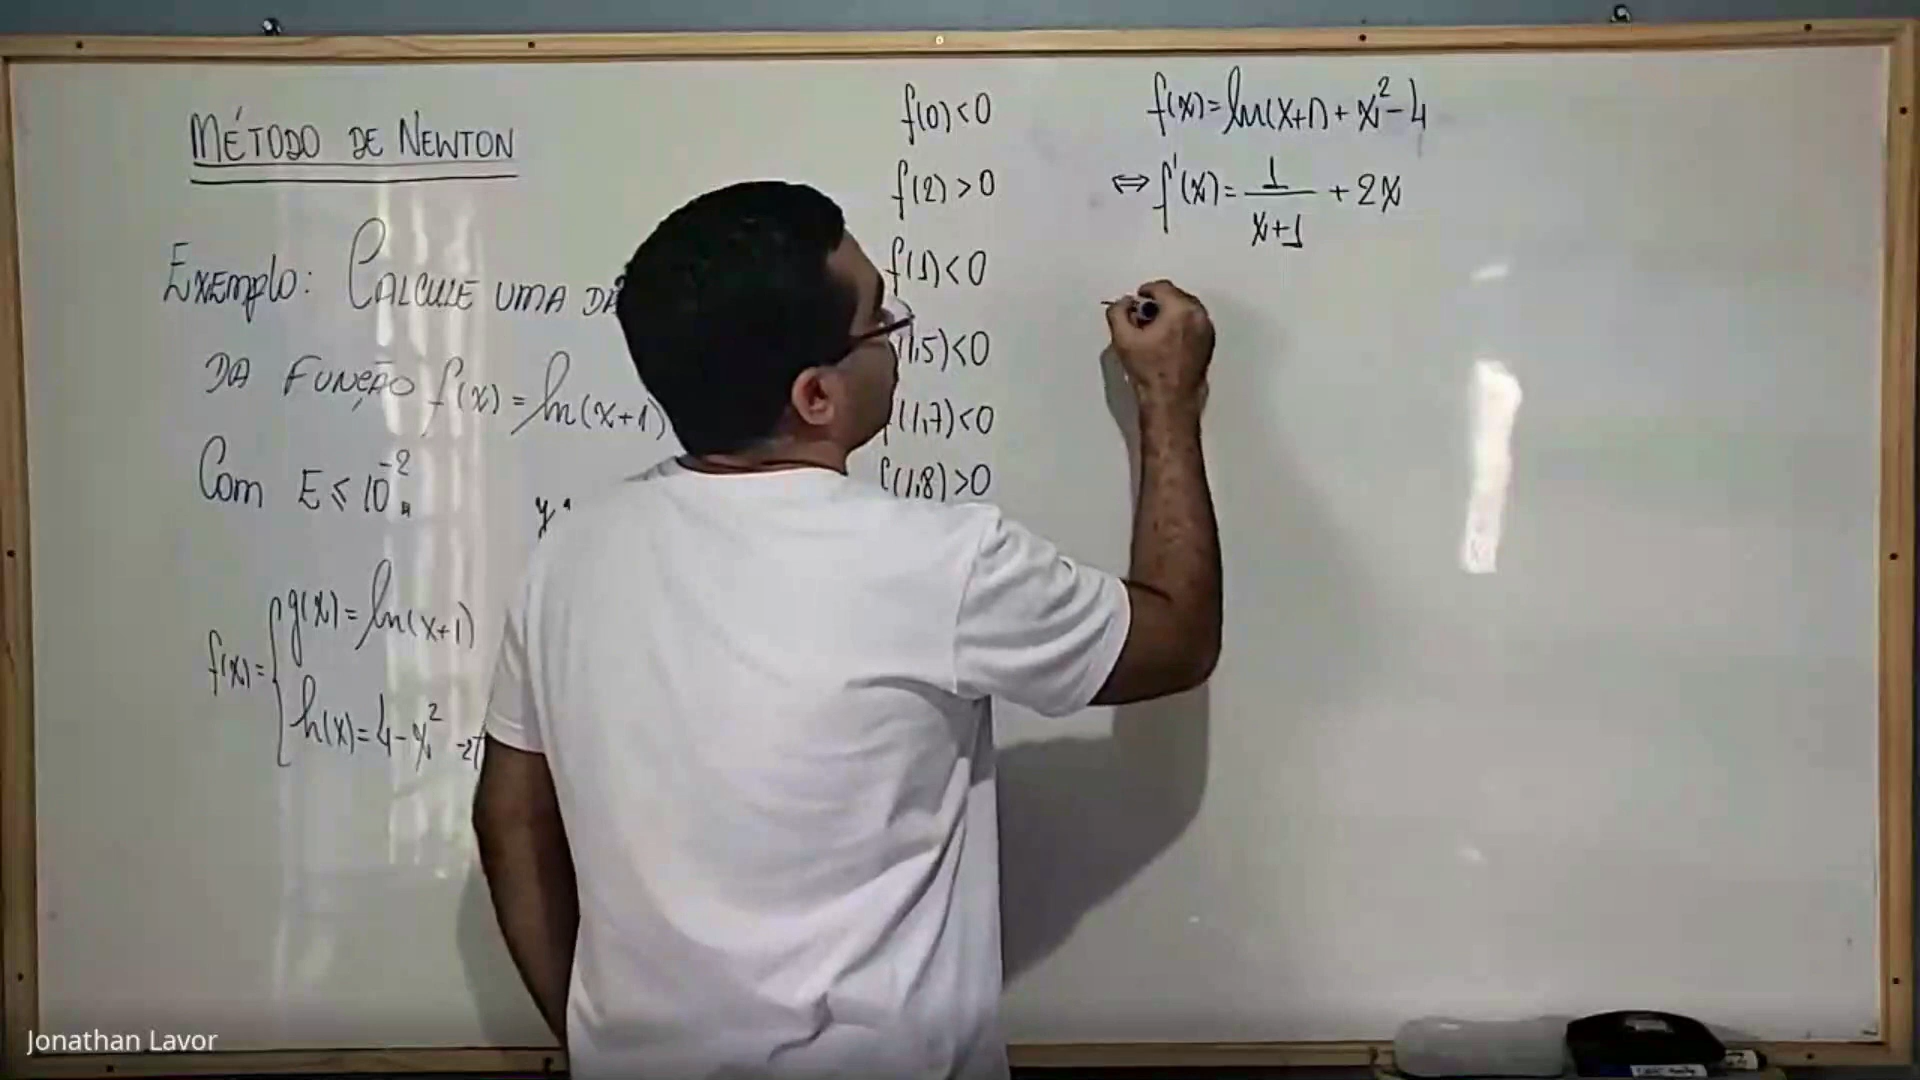 MÉTODO DE NEWTON
EXEMPLO: CALCULE UMA
DA FUNÇÃO f(x) = ln(x+1)
COM E ≤ 10⁻².
f(x) = { g(x) = ln(x+1)
h(x) = 4 - x²
f(0) < 0
f(2) > 0
f(1) < 0
(1,5) < 0
f(1,7) < 0
f(1,8) > 0
f(x) = ln(x+1) + x² - 4
⇔ f'(x) = 1/(x+1) + 2x
Jonathan Lavor